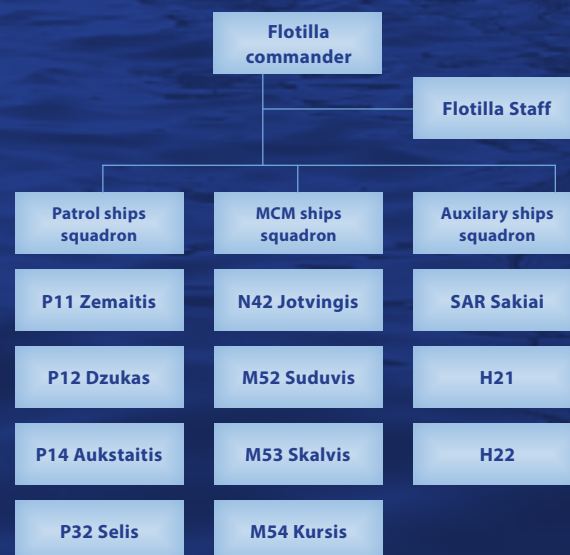 Flotilla
commander
Flotilla Staff
Patrol ships
squadron
MCM ships
squadron
Auxilary ships
squadron
P11 Zemaitis
N42 Jotvingis
SAR Sakiai
P12 Dzukas
M52 Suduvis
H21
P14 Aukstaitis
M53 Skalvis
H22
P32 Selis
M54 Kursis